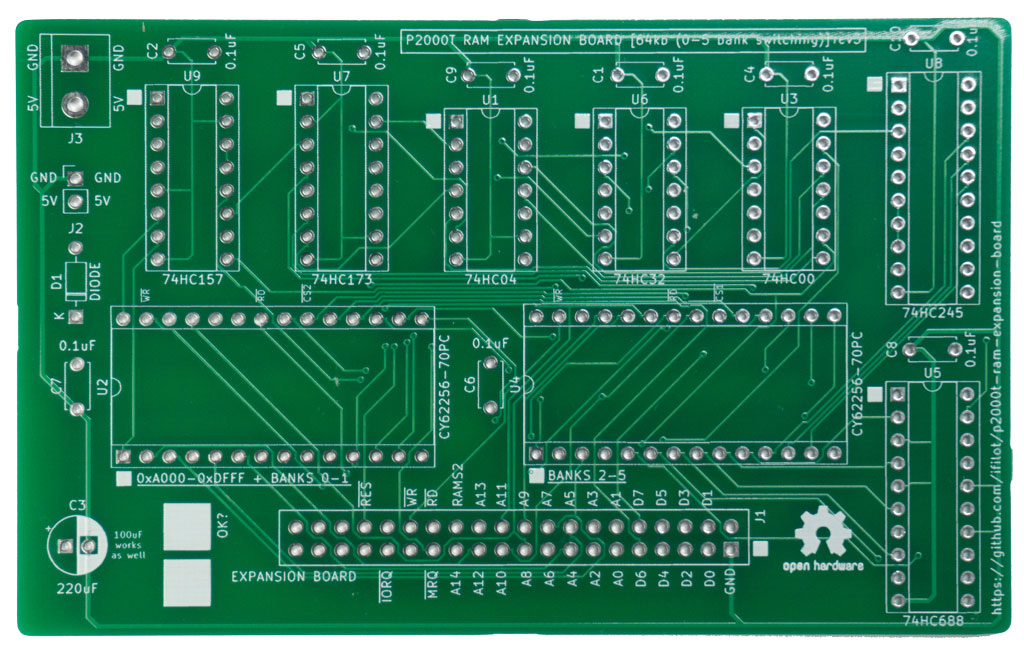 P2000T RAM EXPANSION BOARD [64kb (0-5 bank switching)] rev5
GND
GND
5V
5V
J3
C2
0.1uF
U9
C5
0.1uF
U7
C9
0.1uF
U1
C1
0.1uF
U6
C4
0.1uF
U3
0.1u
U8
GND
GND
5V
5V
J2
D1
DIODE
K
74HC157
74HC173
74HC04
74HC32
74HC00
74HC245
WR
RD
CS2
WR
RD
CS1
0.1uF
C7
U2
CY62256-70PC
0.1uF
C6
U4
CY62256-70PC
C8
0.1uF
U5
0xA000-0xDFFF + BANKS 0-1
BANKS 2-5
C3
+
100uF
works
as well
220uF
OK?
RES
WR
RD
RAMS2
A13
A11
A9
A7
A5
A3
A1
D7
D5
D3
D1
J1
EXPANSION BOARD
IORQ
MRQ
A14
A12
A10
A8
A6
A4
A2
A0
D6
D4
D2
D0
GND
open hardware
74HC688
https://github.com/ifilot/p2000t-ram-expansion-board